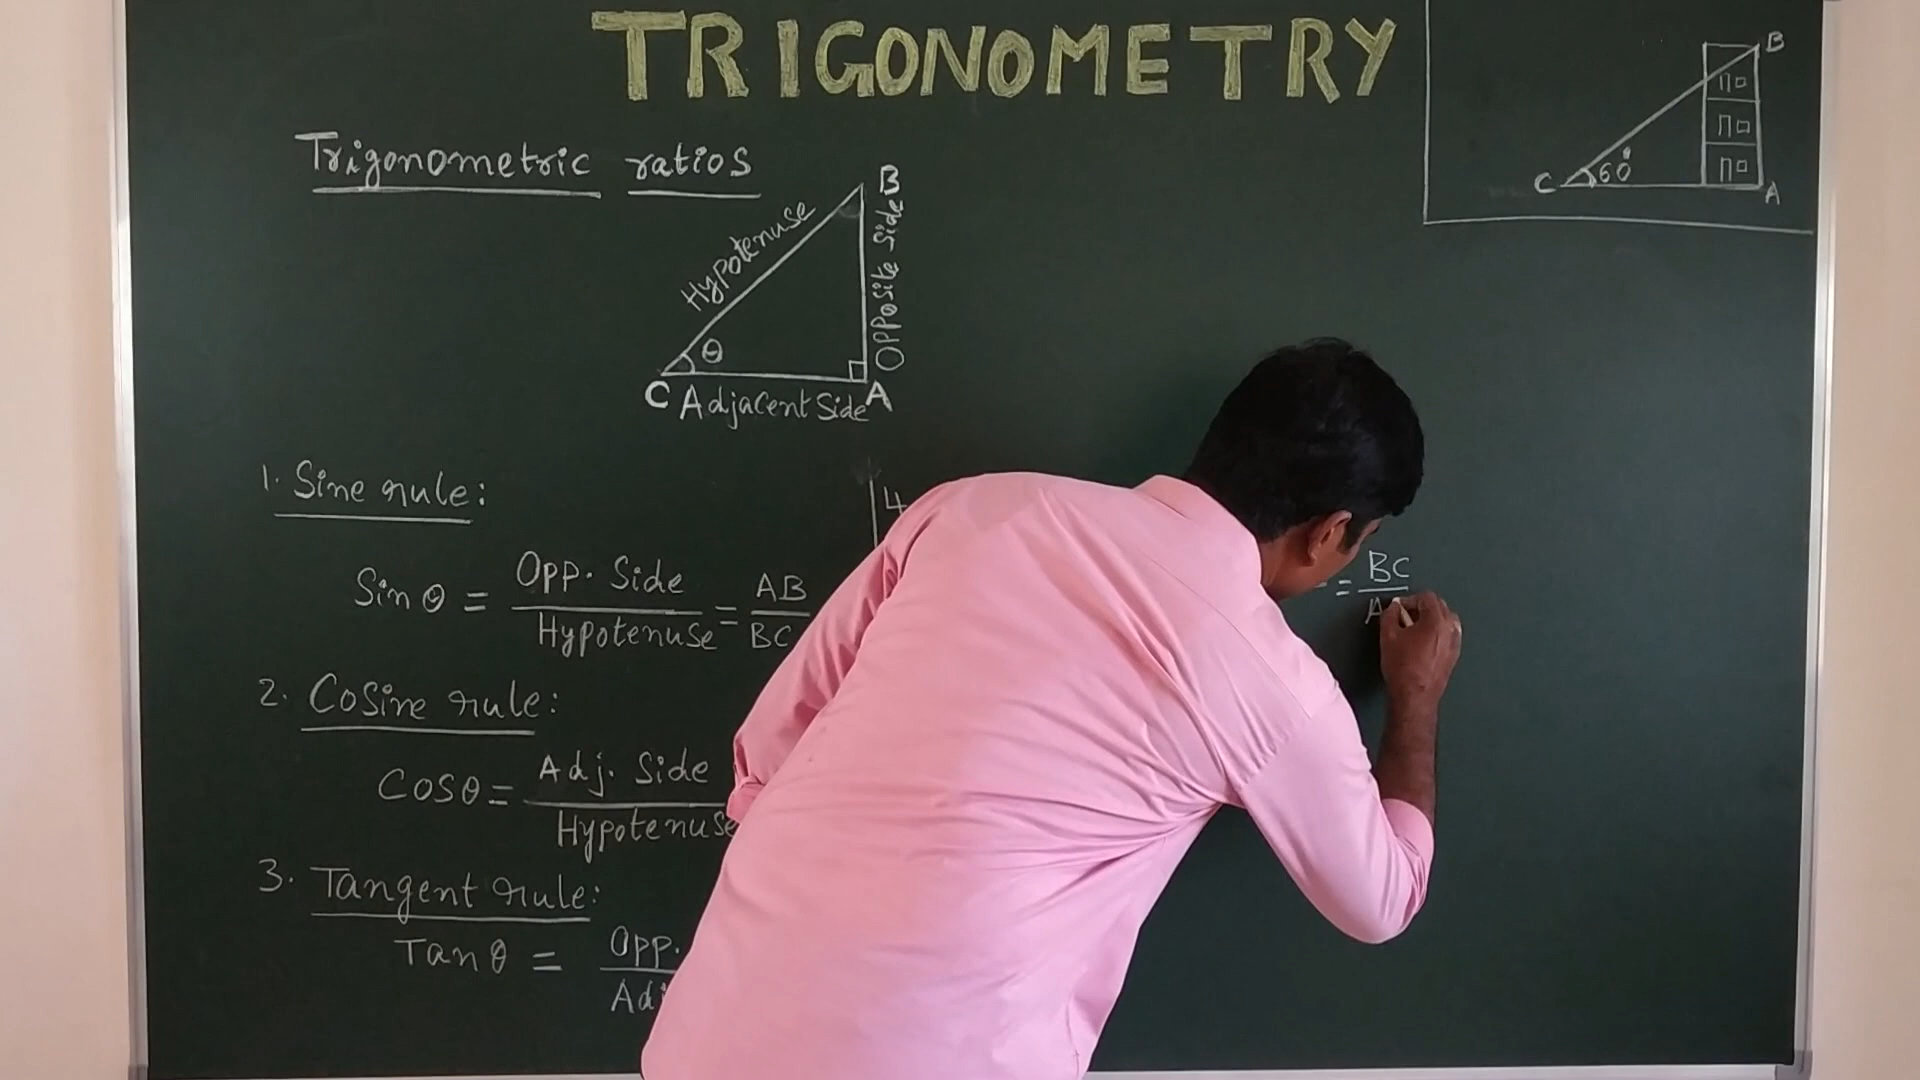 TRIGONOMETRY
Trigonometric ratios
B
Hypotenuse
Opposite Side
θ
C Adjacent Side A
B
C 60° A
1. Sine rule:
Sin θ = Opp. Side / Hypotenuse = AB / BC
4
= BC / A
2. Cosine rule:
Cosθ = Adj. Side / Hypotenuse
3. Tangent rule:
Tan θ = Opp. / Adj